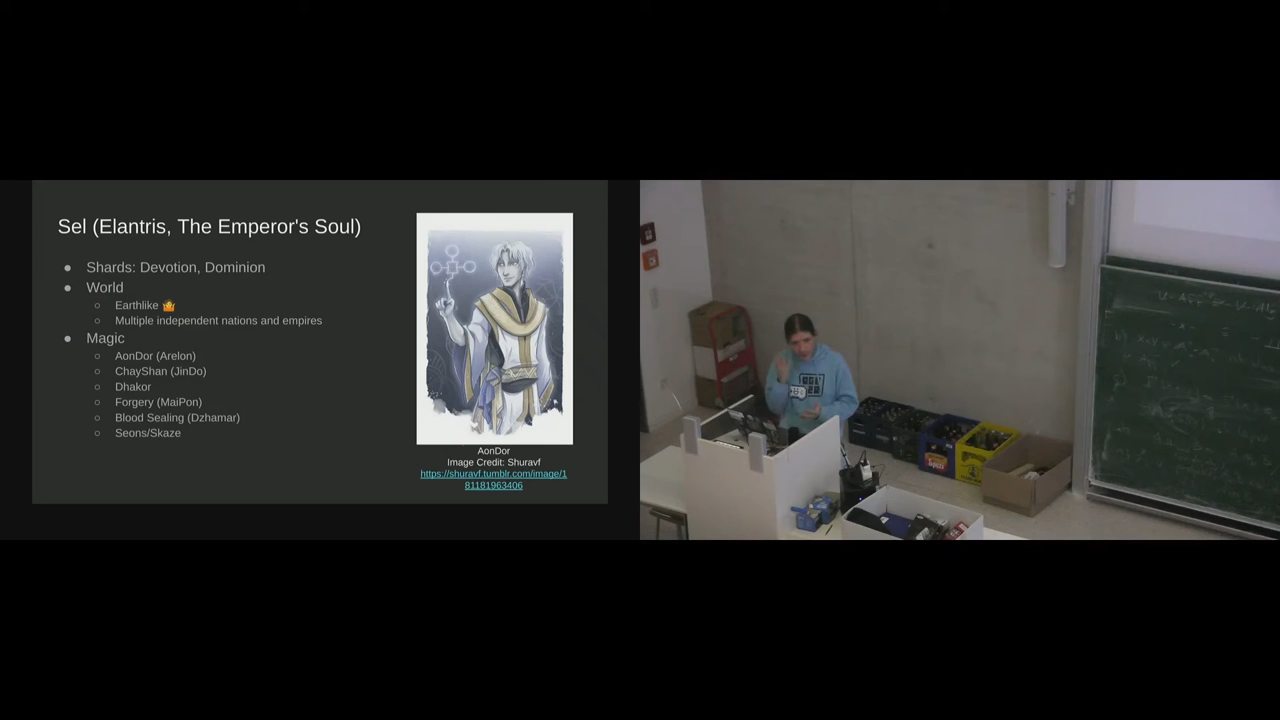 Sel (Elantris, The Emperor's Soul)
Shards: Devotion, Dominion
World
Earthlike 🤷
Multiple independent nations and empires
Magic
AonDor (Arelon)
ChayShan (JinDo)
Dhakor
Forgery (MaiPon)
Blood Sealing (Dzhamar)
Seons/Skaze
AonDor
Image Credit: Shuravf
https://shuravf.tumblr.com/image/1
81181963406